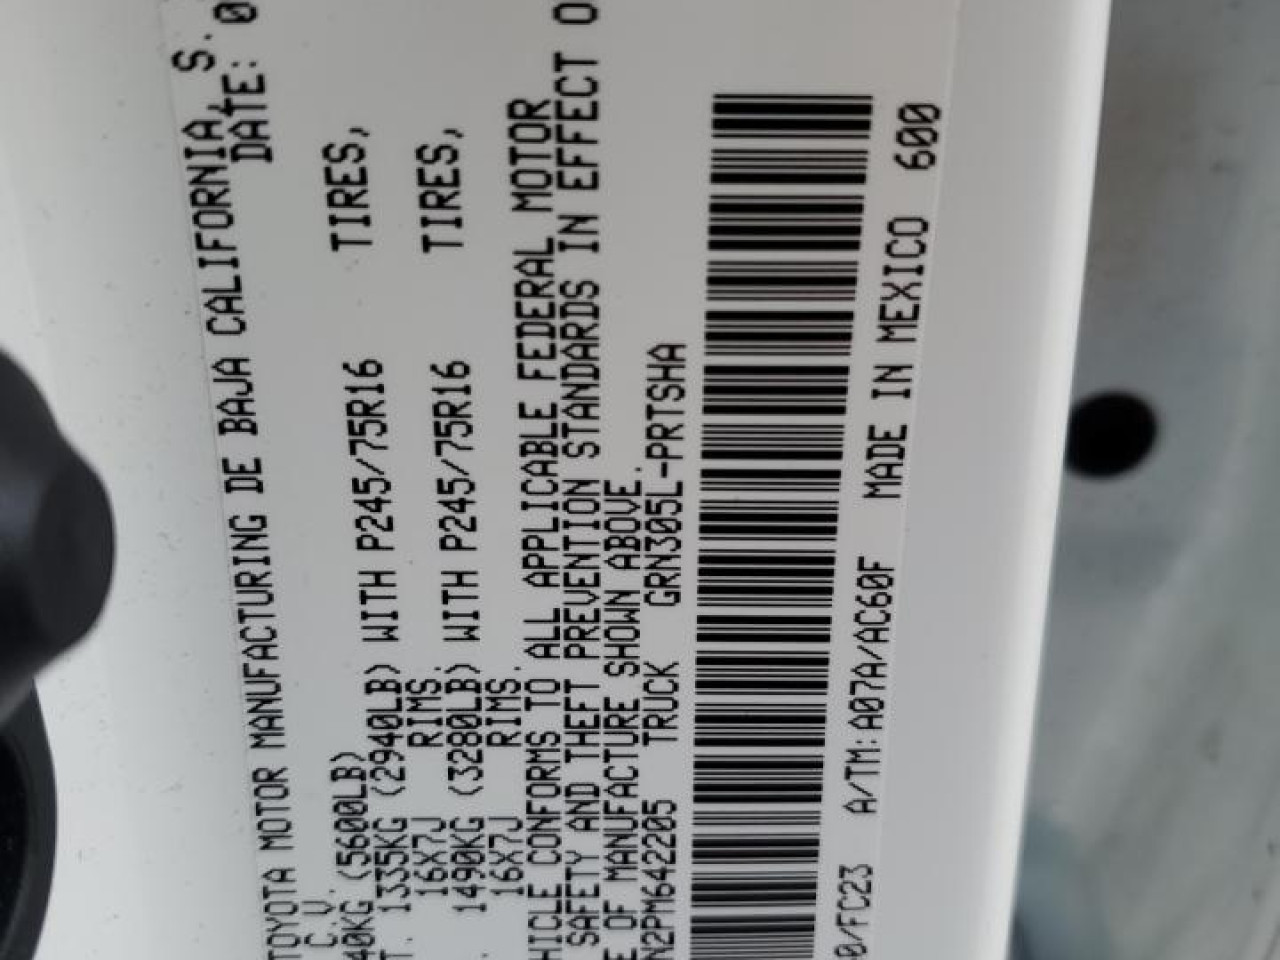 TOYOTA MOTOR MANUFACTURING DE BAJA CALIFORNIA, S.
C.V. DATE: 0
40KG (5600LB)
T. 1335KG (2940LB) WITH P245/75R16 TIRES,
16X7J RIMS.
. 1490KG (3280LB) WITH P245/75R16 TIRES,
16X7J RIMS.
HICLE CONFORMS TO ALL APPLICABLE FEDERAL MOTOR
SAFETY AND THEFT PREVENTION STANDARDS IN EFFECT O
E OF MANUFACTURE SHOWN ABOVE.
N2PM642205 TRUCK GRN305L-PRTSHA
0/FC23 A/TM: A07A/AC60F MADE IN MEXICO 600